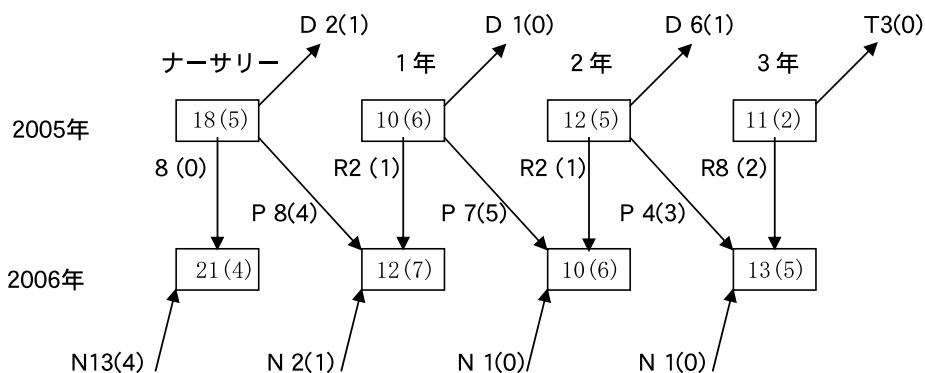 D 2(1) D 1(0) D 6(1) T3(0)
ナーサリー 1年 2年 3年
2005年 18(5) 10(6) 12(5) 11(2)
8 (0) R2 (1) R2 (1) R8 (2)
P 8(4) P 7(5) P 4(3)
2006年 21(4) 12(7) 10(6) 13(5)
N13(4) N 2(1) N 1(0) N 1(0)